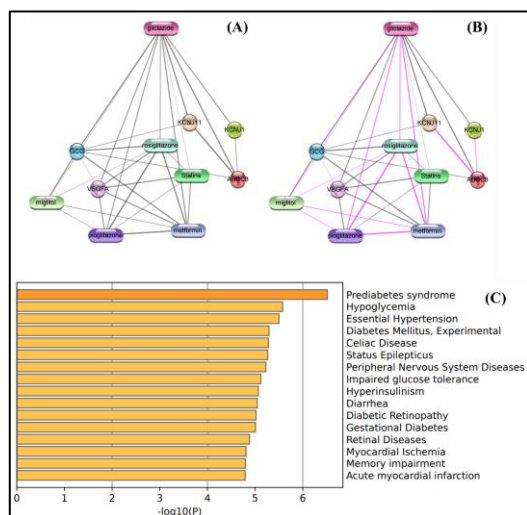 (A)
gliclazide
KCNJ11
KCNJ1
GCG
rosiglitazone
Statins
VEGFA
miglitol
pioglitazone
metformin
(B)
gliclazide
KCNJ11
KCNJ1
GCG
rosiglitazone
Statins
VEGFA
miglitol
pioglitazone
metformin
(C)
Prediabetes syndrome
Hypoglycemia
Essential Hypertension
Diabetes Mellitus, Experimental
Celiac Disease
Status Epilepticus
Peripheral Nervous System Diseases
Impaired glucose tolerance
Hyperinsulinism
Diarrhea
Diabetic Retinopathy
Gestational Diabetes
Retinal Diseases
Myocardial Ischemia
Memory impairment
Acute myocardial infarction
0 1 2 3 4 5 6
-log10(P)